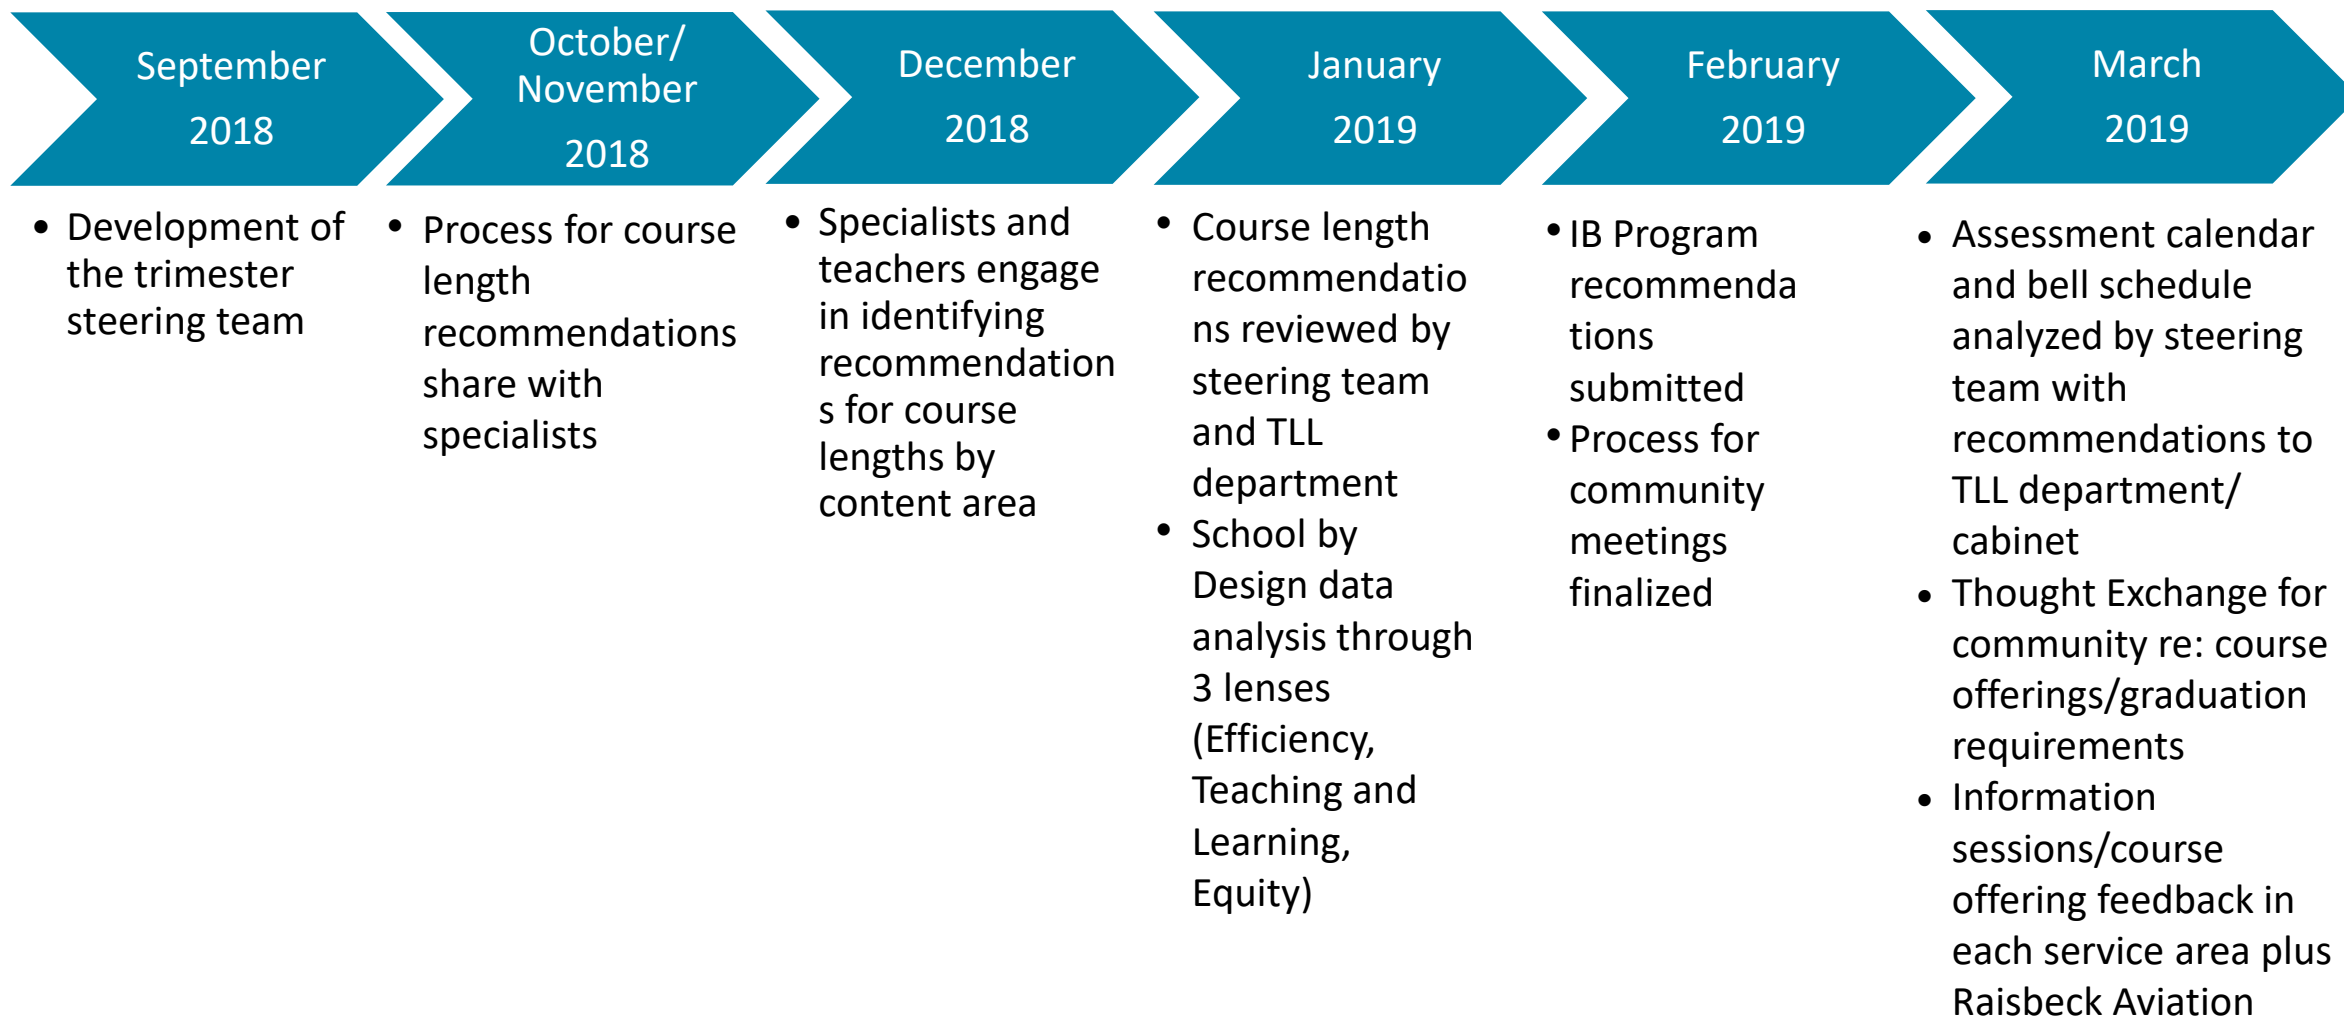 September
2018
October/
November
2018
December
2018
January
2019
February
2019
March
2019
• Development of
the trimester
steering team
• Process for course
length
recommendations
share with
specialists
• Specialists and
teachers engage
in identifying
recommendation
s for course
lengths by
content area
• Course length
recommendatio
ns reviewed by
steering team
and TLL
department
• School by
Design data
analysis through
3 lenses
(Efficiency,
Teaching and
Learning,
Equity)
• IB Program
recommenda
tions
submitted
• Process for
community
meetings
finalized
• Assessment calendar
and bell schedule
analyzed by steering
team with
recommendations to
TLL department/
cabinet
• Thought Exchange for
community re: course
offerings/graduation
requirements
• Information
sessions/course
offering feedback in
each service area plus
Raisbeck Aviation